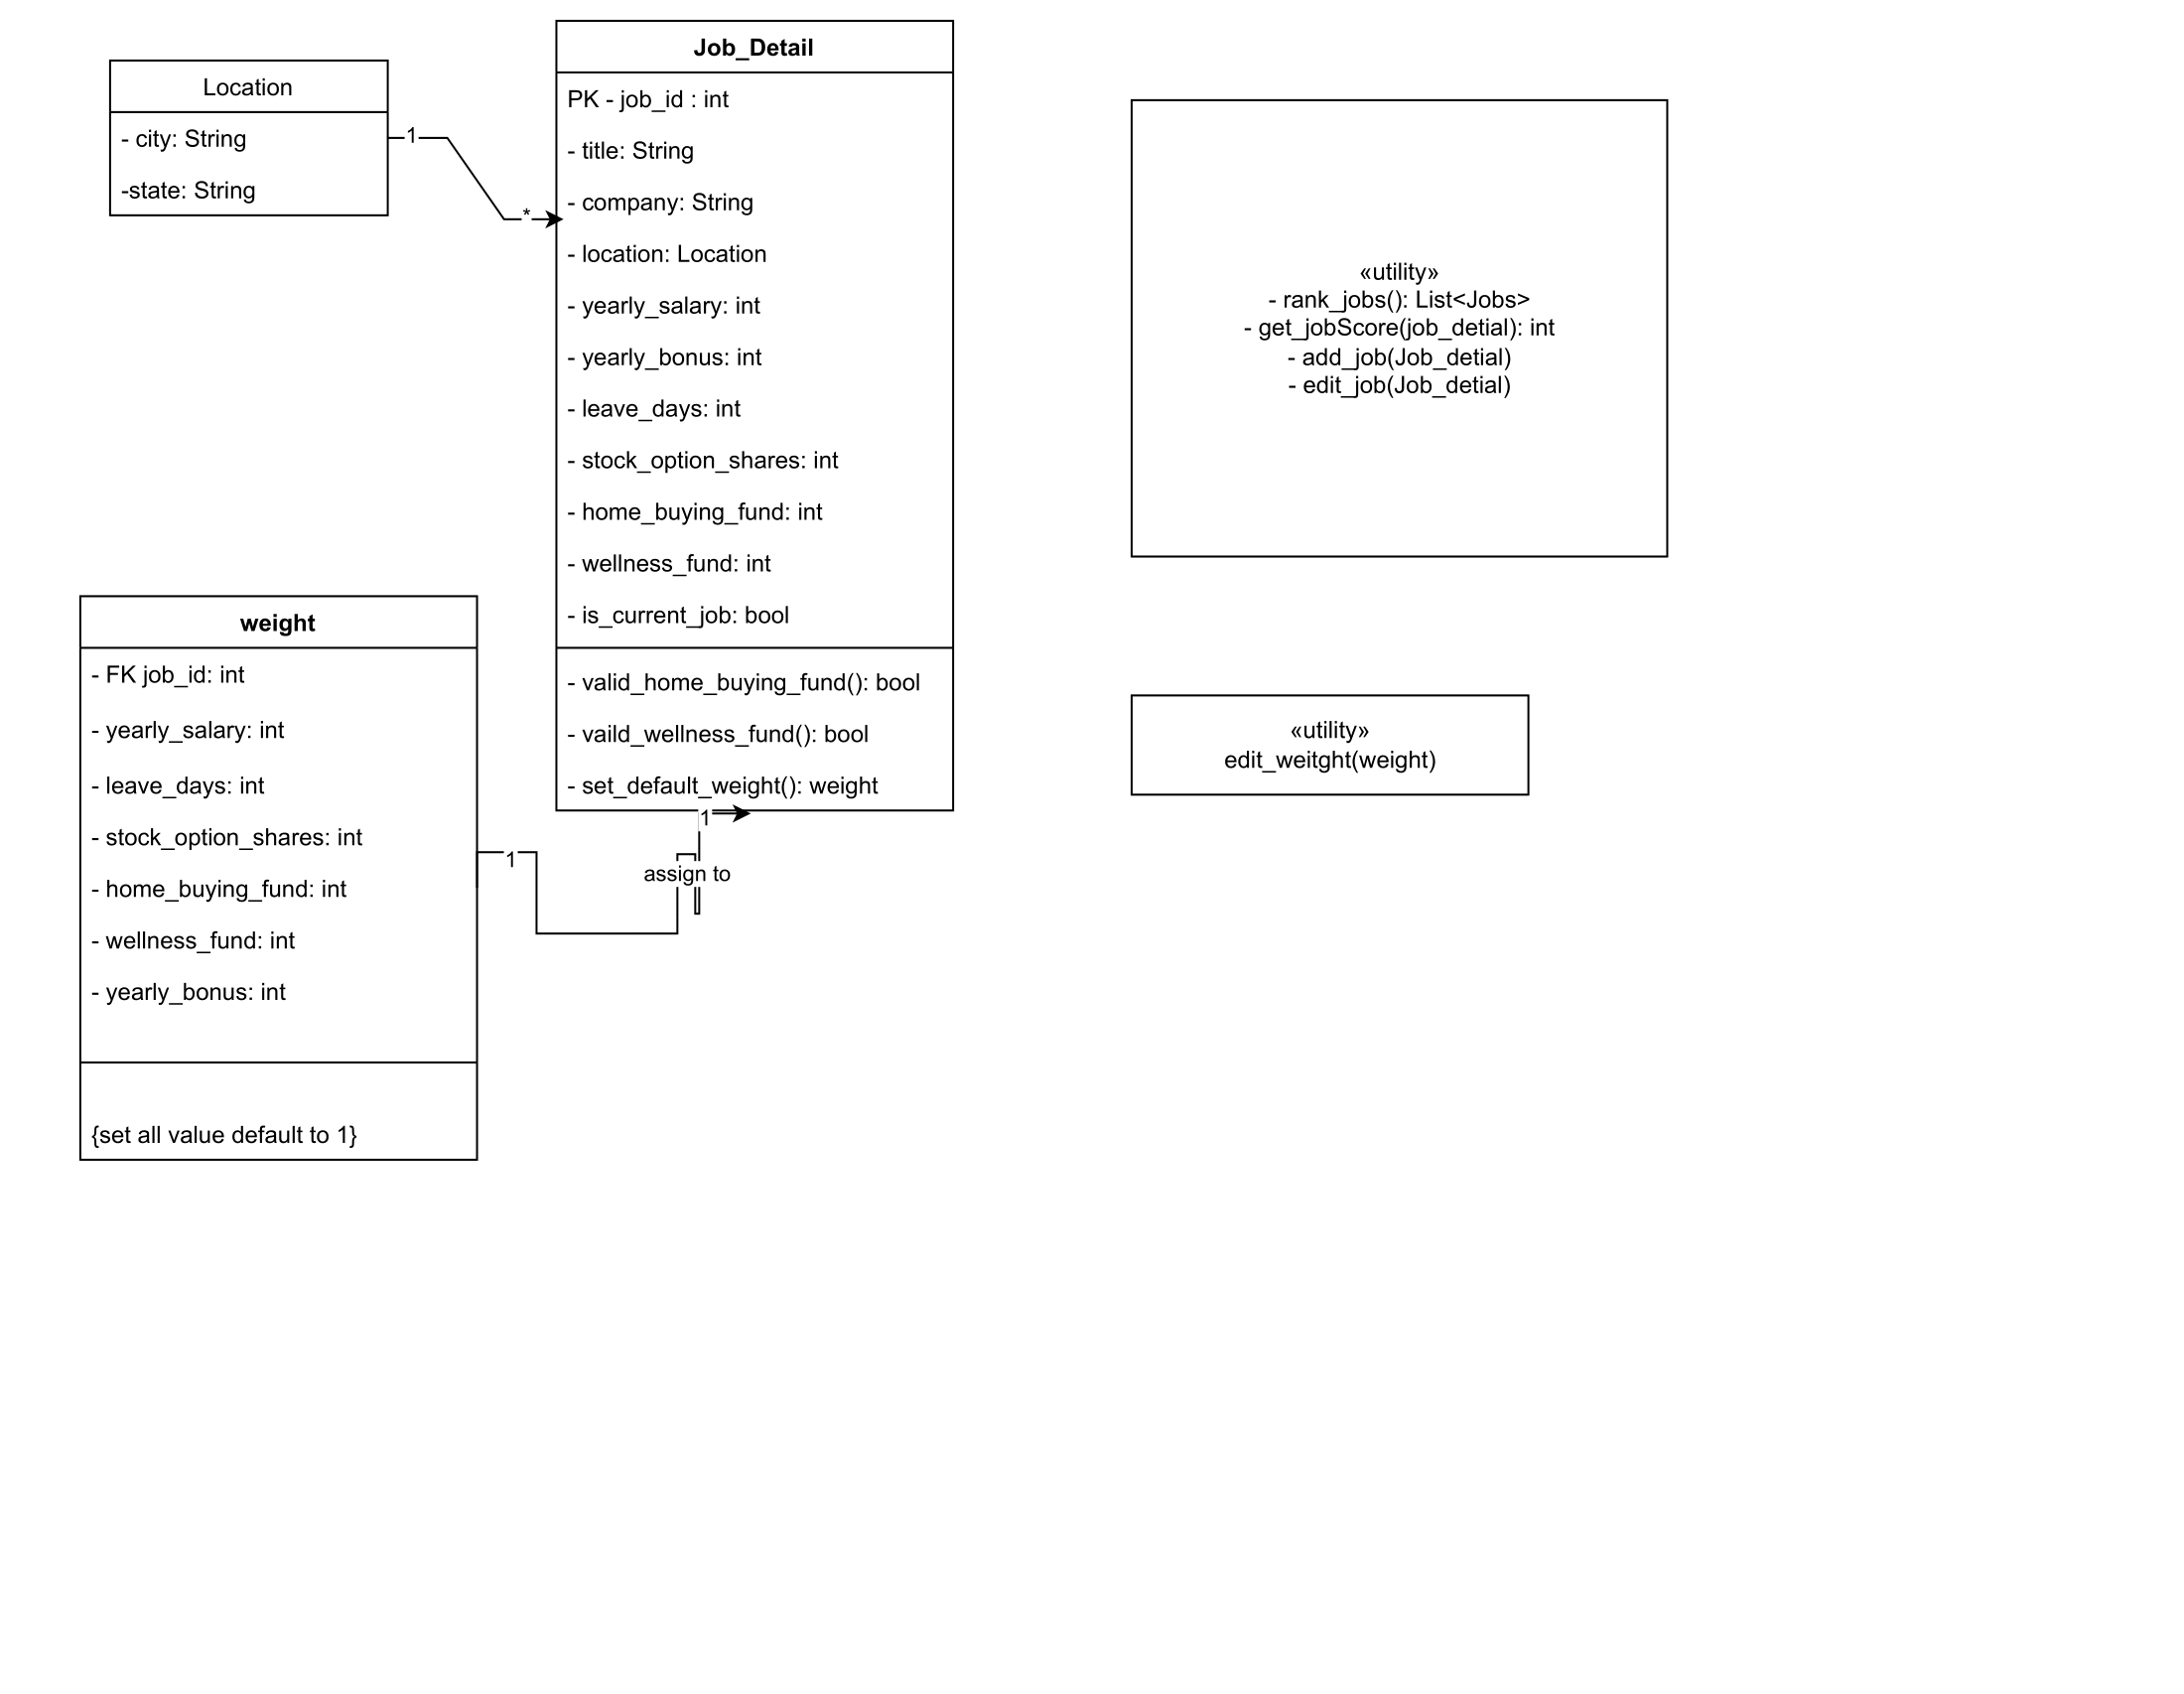 Location
- city: String
-state: String
1
*
Job_Detail
PK - job_id : int
- title: String
- company: String
- location: Location
- yearly_salary: int
- yearly_bonus: int
- leave_days: int
- stock_option_shares: int
- home_buying_fund: int
- wellness_fund: int
- is_current_job: bool
- valid_home_buying_fund(): bool
- vaild_wellness_fund(): bool
- set_default_weight(): weight
«utility»
- rank_jobs(): List<Jobs>
- get_jobScore(job_detial): int
- add_job(Job_detial)
- edit_job(Job_detial)
weight
- FK job_id: int
- yearly_salary: int
- leave_days: int
- stock_option_shares: int
- home_buying_fund: int
- wellness_fund: int
- yearly_bonus: int
{set all value default to 1}
1
assign to
1
«utility»
edit_weitght(weight)